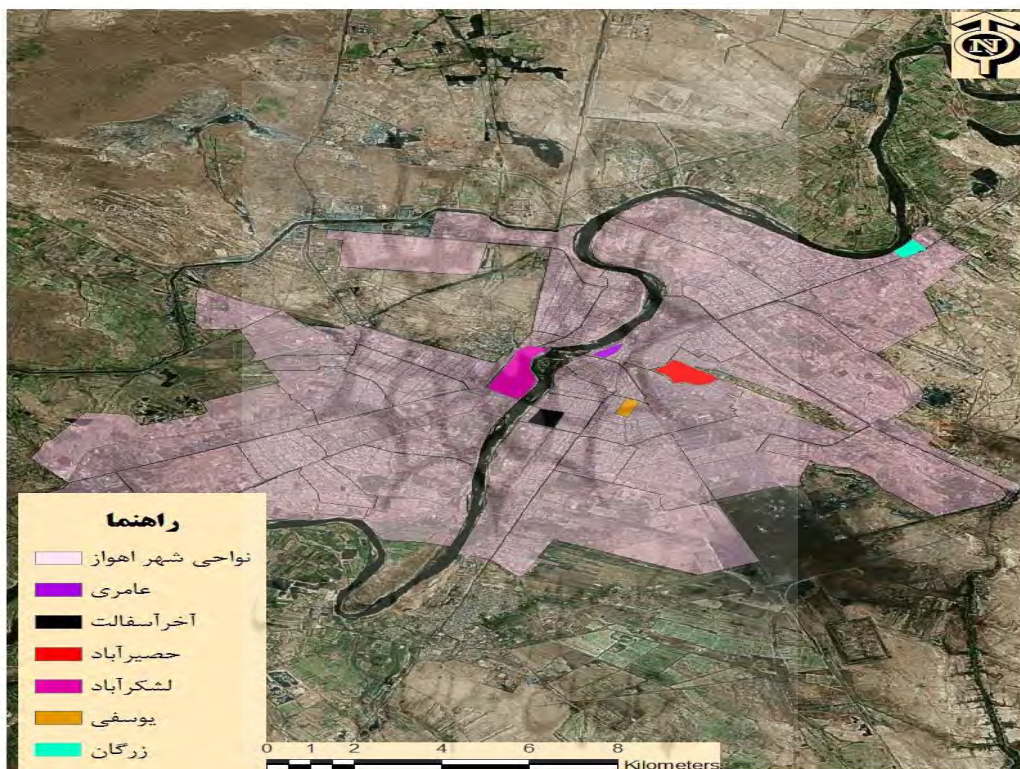 N
راهنما
نواحی شهر اهواز
عامری
آخرآسفالت
حصیرآباد
لشکرآباد
یوسفی
زرگان
0 1 2 4 6 8
Kilometers